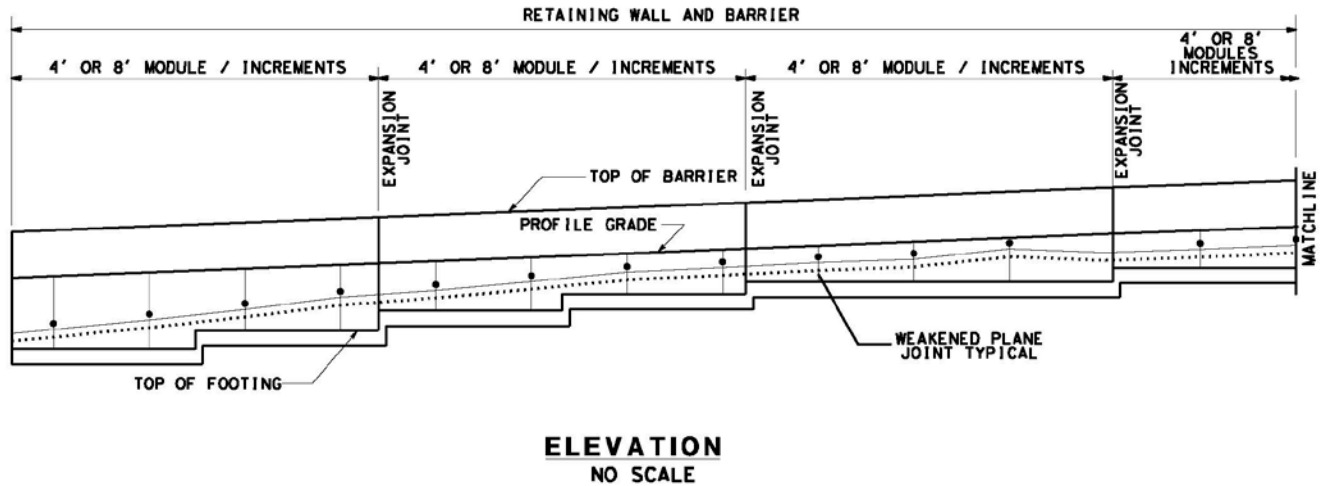 RETAINING WALL AND BARRIER
4' OR 8' MODULE / INCREMENTS
4' OR 8' MODULE / INCREMENTS
4' OR 8' MODULE / INCREMENTS
4' OR 8'
MODULES
INCREMENTS
EXPANSION
JOINT
EXPANSION
JOINT
EXPANSION
JOINT
TOP OF BARRIER
PROFILE GRADE
MATCHLINE
WEAKENED PLANE
JOINT TYPICAL
TOP OF FOOTING
ELEVATION
NO SCALE